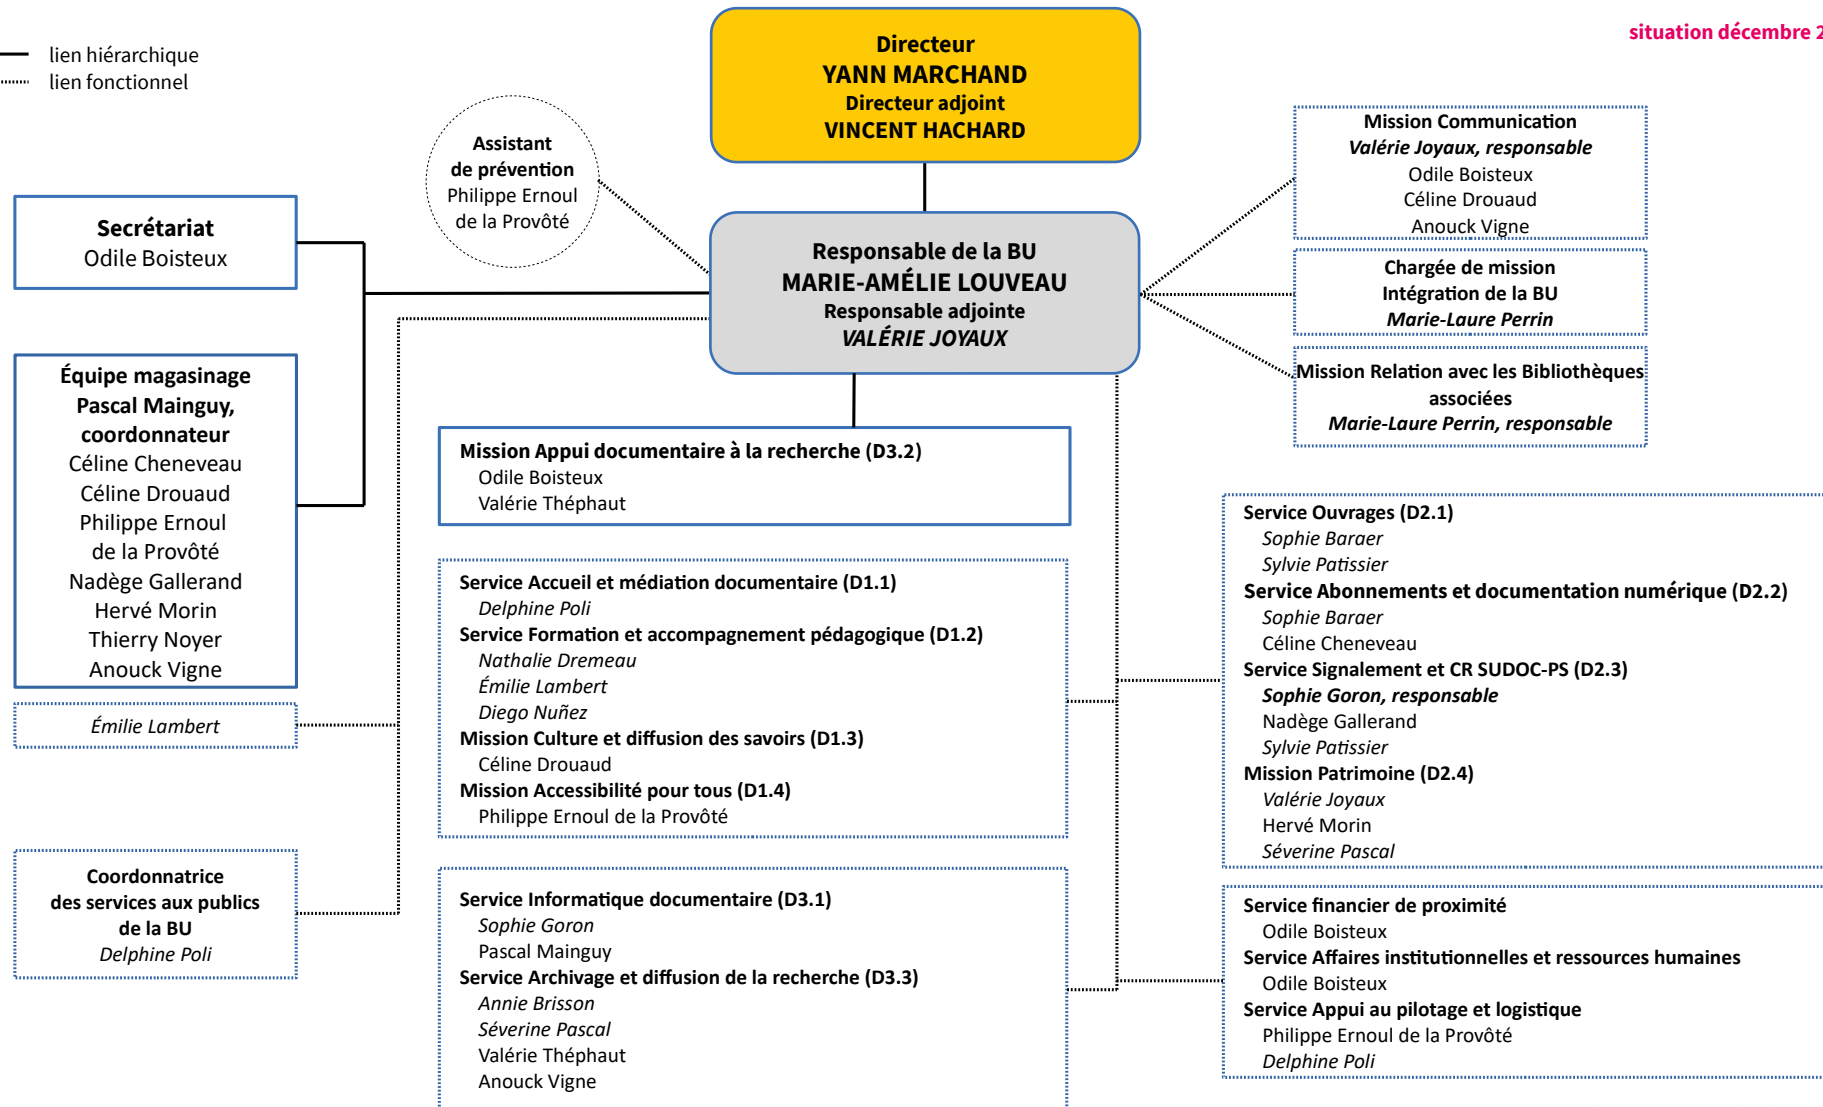 lien hiérarchique
lien fonctionnel
situation décembre 2
Directeur
YANN MARCHAND
Directeur adjoint
VINCENT HACHARD
Assistant
de prévention
Philippe Ernoul
de la Provôté
Responsable de la BU
MARIE-AMÉLIE LOUVEAU
Responsable adjointe
VALÉRIE JOYAUX
Mission Communication
Valérie Joyaux, responsable
Odile Boisteux
Céline Drouaud
Anouck Vigne
Chargée de mission
Intégration de la BU
Marie-Laure Perrin
Mission Relation avec les Bibliothèques
associées
Marie-Laure Perrin, responsable
Secrétariat
Odile Boisteux
Équipe magasinage
Pascal Mainguy,
coordonnateur
Céline Cheneveau
Céline Drouaud
Philippe Ernoul
de la Provôté
Nadège Gallerand
Hervé Morin
Thierry Noyer
Anouck Vigne
Émilie Lambert
Coordonnatrice
des services aux publics
de la BU
Delphine Poli
Mission Appui documentaire à la recherche (D3.2)
Odile Boisteux
Valérie Théphaut
Service Accueil et médiation documentaire (D1.1)
Delphine Poli
Service Formation et accompagnement pédagogique (D1.2)
Nathalie Dremeau
Émilie Lambert
Diego Nuñez
Mission Culture et diffusion des savoirs (D1.3)
Céline Drouaud
Mission Accessibilité pour tous (D1.4)
Philippe Ernoul de la Provôté
Service Informatique documentaire (D3.1)
Sophie Goron
Pascal Mainguy
Service Archivage et diffusion de la recherche (D3.3)
Annie Brisson
Séverine Pascal
Valérie Théphaut
Anouck Vigne
Service Ouvrages (D2.1)
Sophie Baraer
Sylvie Patissier
Service Abonnements et documentation numérique (D2.2)
Sophie Baraer
Céline Cheneveau
Service Signalement et CR SUDOC-PS (D2.3)
Sophie Goron, responsable
Nadège Gallerand
Sylvie Patissier
Mission Patrimoine (D2.4)
Valérie Joyaux
Hervé Morin
Séverine Pascal
Service financier de proximité
Odile Boisteux
Service Affaires institutionnelles et ressources humaines
Odile Boisteux
Service Appui au pilotage et logistique
Philippe Ernoul de la Provôté
Delphine Poli